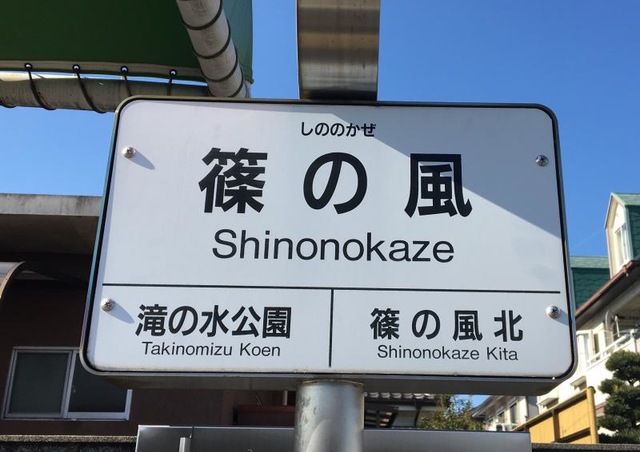 しののかぜ
篠の風
Shinonokaze
滝の水公園
Takinomizu Koen
篠の風北
Shinonokaze Kita